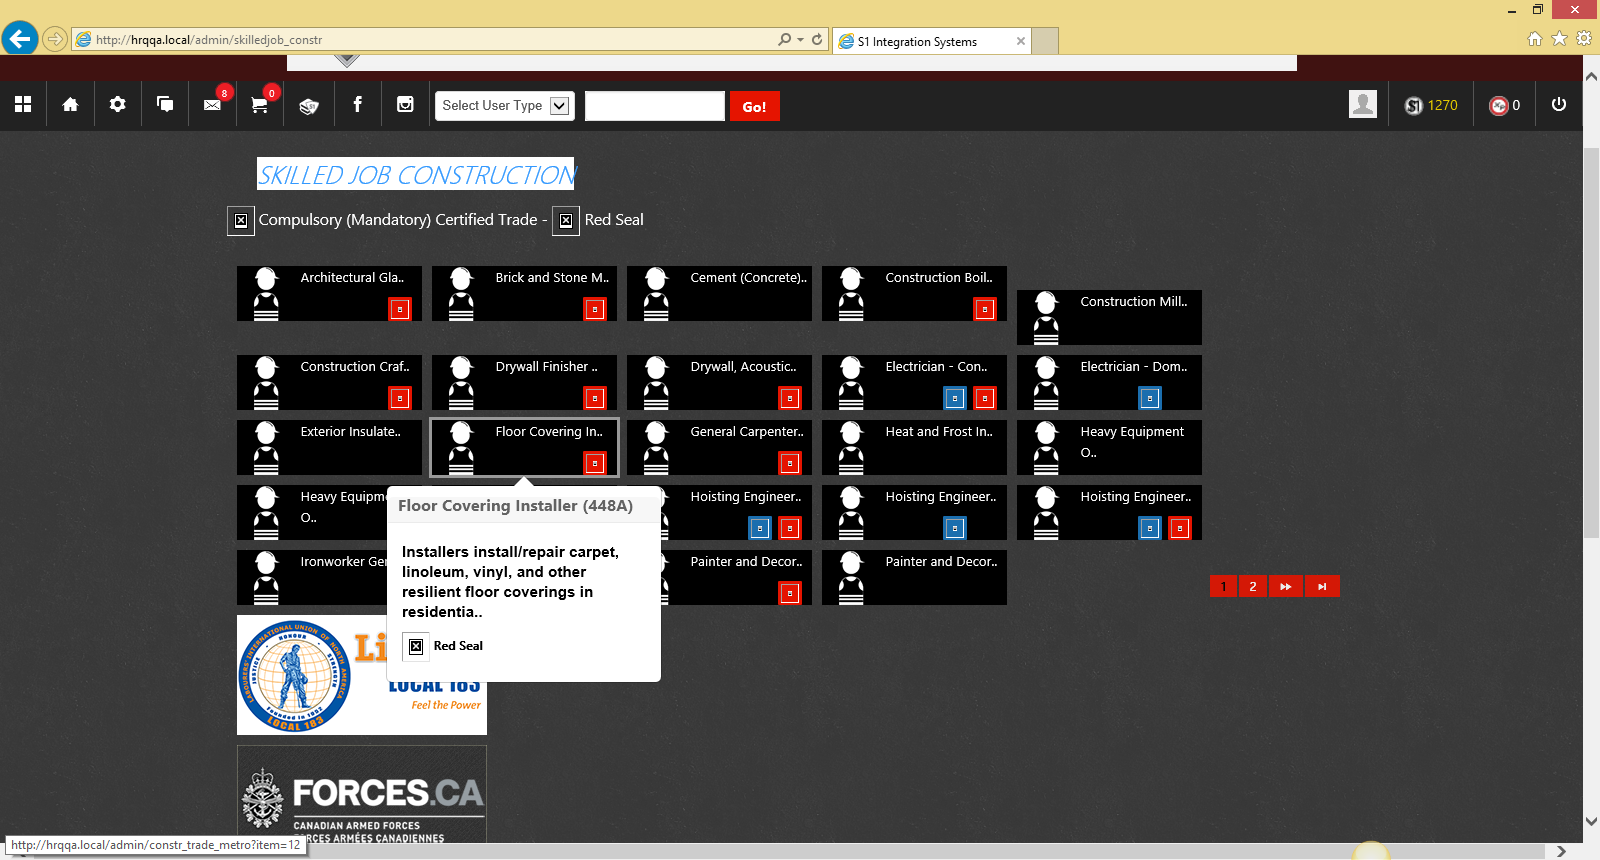 http://hrqqa.local/admin/skilledjob_constr
S1 Integration Systems
8
0
f
Select User Type
Go!
S1 1270
0
SKILLED JOB CONSTRUCTION
Compulsory (Mandatory) Certified Trade - Red Seal
Architectural Gla..
Brick and Stone M..
Cement (Concrete)..
Construction Boil..
Construction Mill..
Construction Craf..
Drywall Finisher ..
Drywall, Acoustic..
Electrician - Con..
Electrician - Dom..
Exterior Insulate..
Floor Covering In..
General Carpenter..
Heat and Frost In..
Heavy Equipment
O..
Heavy Equipm
O..
Hoisting Engineer..
Hoisting Engineer..
Hoisting Engineer..
Ironworker Ge
Painter and Decor..
Painter and Decor..
1 2
Floor Covering Installer (448A)
Installers install/repair carpet,
linoleum, vinyl, and other
resilient floor coverings in
residentia..
Red Seal
LABOURERS' INTERNATIONAL UNION OF NORTH AMERICA
HONOUR
JUSTICE
STRENGTH
Founded in 1903
LOCAL 183
Li
LOCAL 183
Feel the Power
FORCES.CA
CANADIAN ARMED FORCES
FORCES ARMÉES CANADIENNES
http://hrqqa.local/admin/constr_trade_metro?item=12